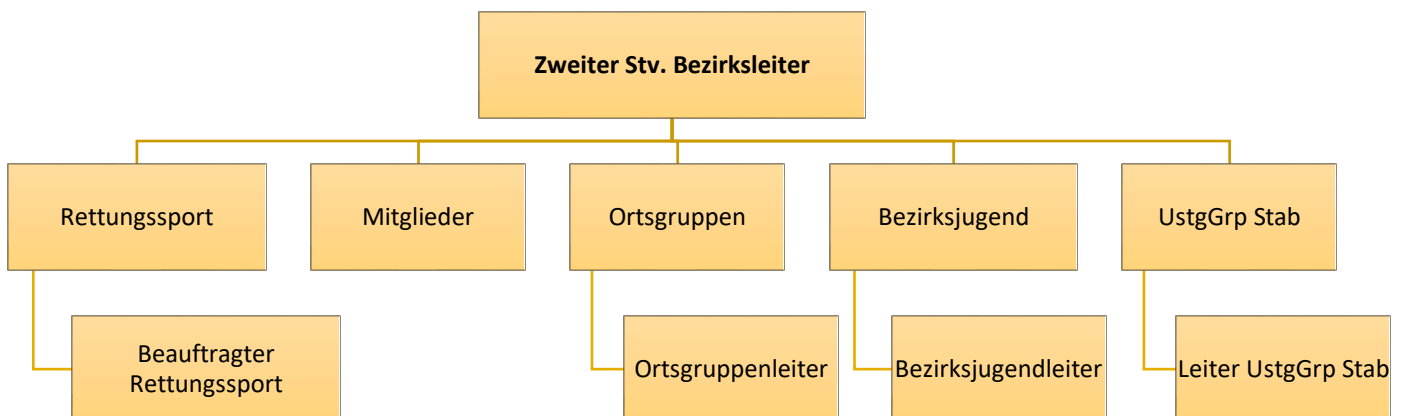 Zweiter Stv. Bezirksleiter
Rettungssport
Mitglieder
Ortsgruppen
Bezirksjugend
UstgGrp Stab
Beauftragter
Rettungssport
Ortsgruppenleiter
Bezirksjugendleiter
Leiter UstgGrp Stab